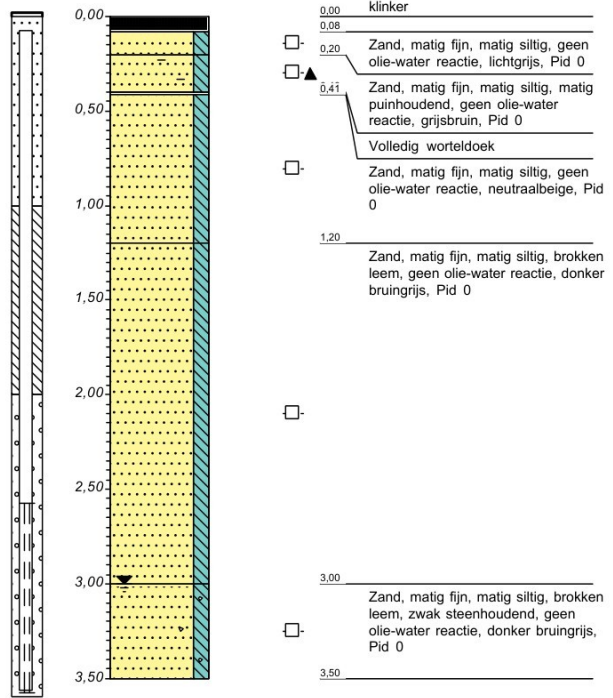 0,00
0,50
1,00
1,50
2,00
2,50
3,00
3,50
0,00
klinker
0,08
0,20
Zand, matig fijn, matig siltig, geen
olie-water reactie, lichtgrijs, Pid 0
0,41
Zand, matig fijn, matig siltig, matig
puinhoudend, geen olie-water
reactie, grijsbruin, Pid 0
Volledig worteldoek
Zand, matig fijn, matig siltig, geen
olie-water reactie, neutraalbeige, Pid
0
1,20
Zand, matig fijn, matig siltig, brokken
leem, geen olie-water reactie, donker
bruingrijs, Pid 0
3,00
Zand, matig fijn, matig siltig, brokken
leem, zwak steenhoudend, geen
olie-water reactie, donker bruingrijs,
Pid 0
3,50